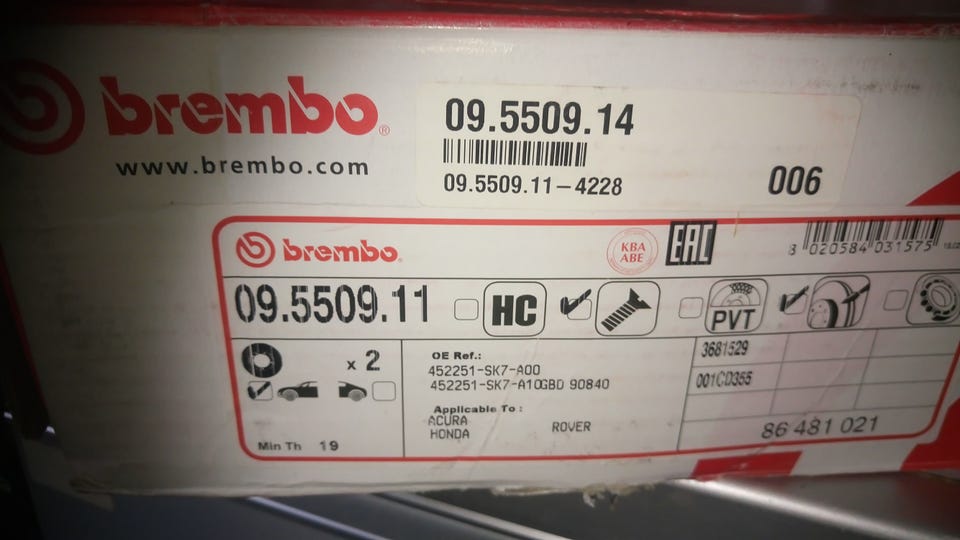 brembo®
www.brembo.com
09.5509.14
09.5509.11-4228
006
brembo®
KBA
ABE
EAC
8 020584 031575
09.5509.11
HC
PVT
x 2
OE Ref.:
452251-SK7-A00
452251-SK7-A10GBD 90840
Applicable To :
ACURA
HONDA
ROVER
Min Th 19
3681529
001CD355
86 481 021